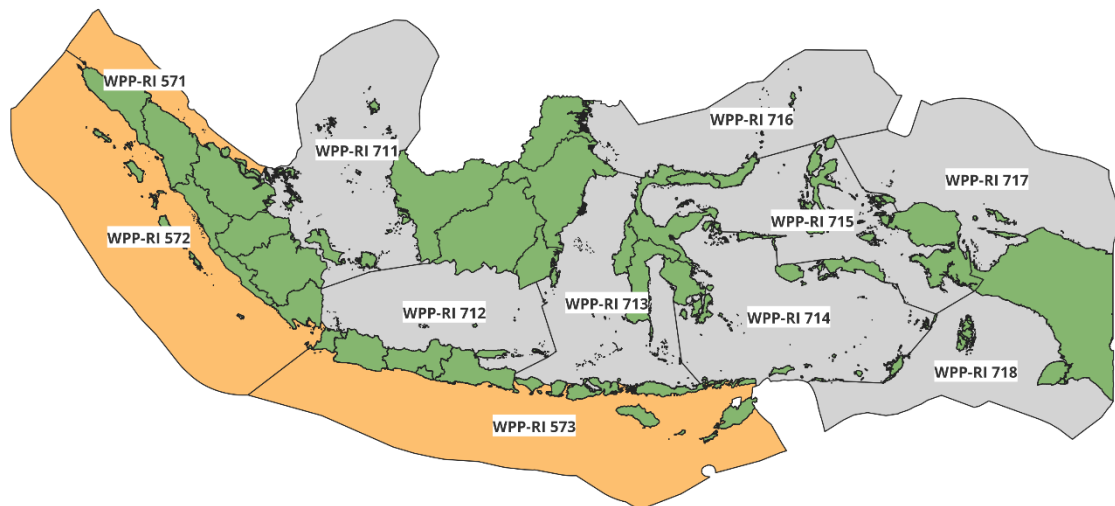 WPP-RI 571
WPP-RI 716
WPP-RI 711
WPP-RI 717
WPP-RI 715
WPP-RI 572
WPP-RI 713
WPP-RI 712
WPP-RI 714
WPP-RI 718
WPP-RI 573